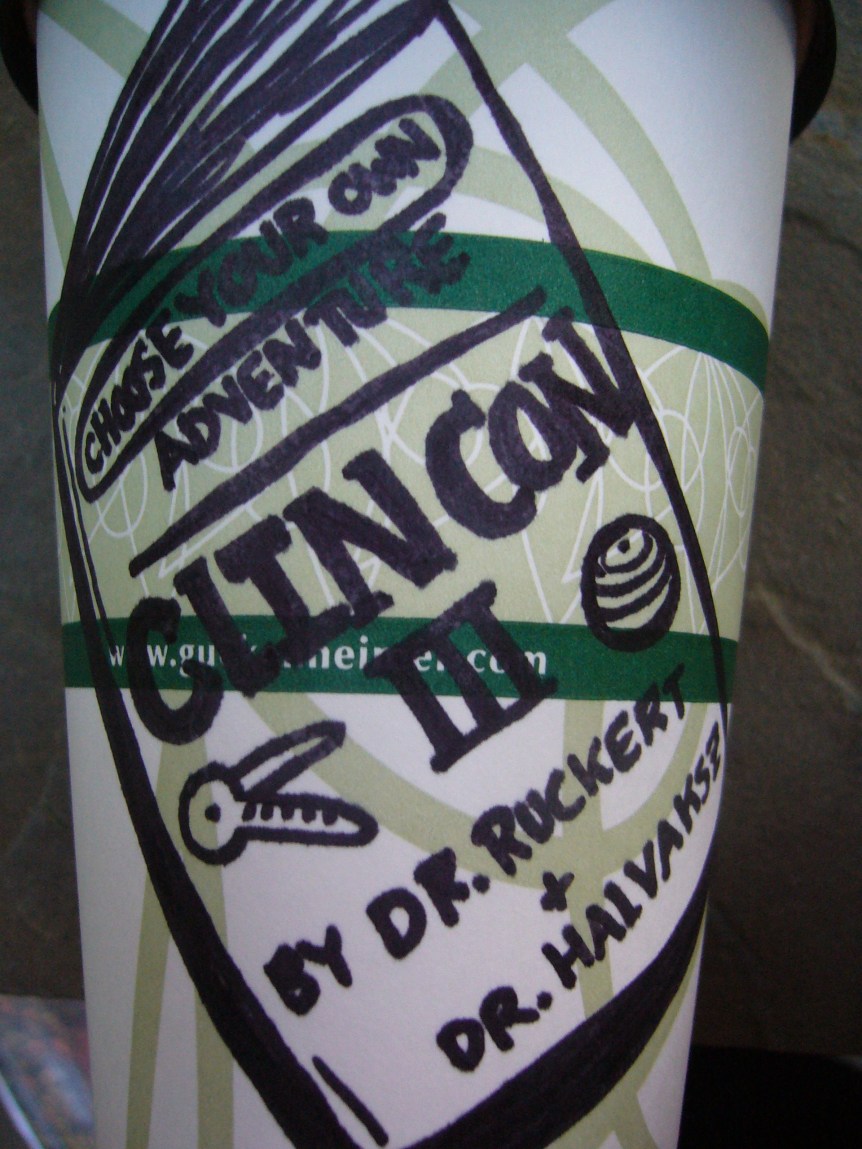 CHOOSE YOUR OWN
ADVENTURE
CLINCON
III
BY DR. RUCKERT
+
DR. HALVAKSZ